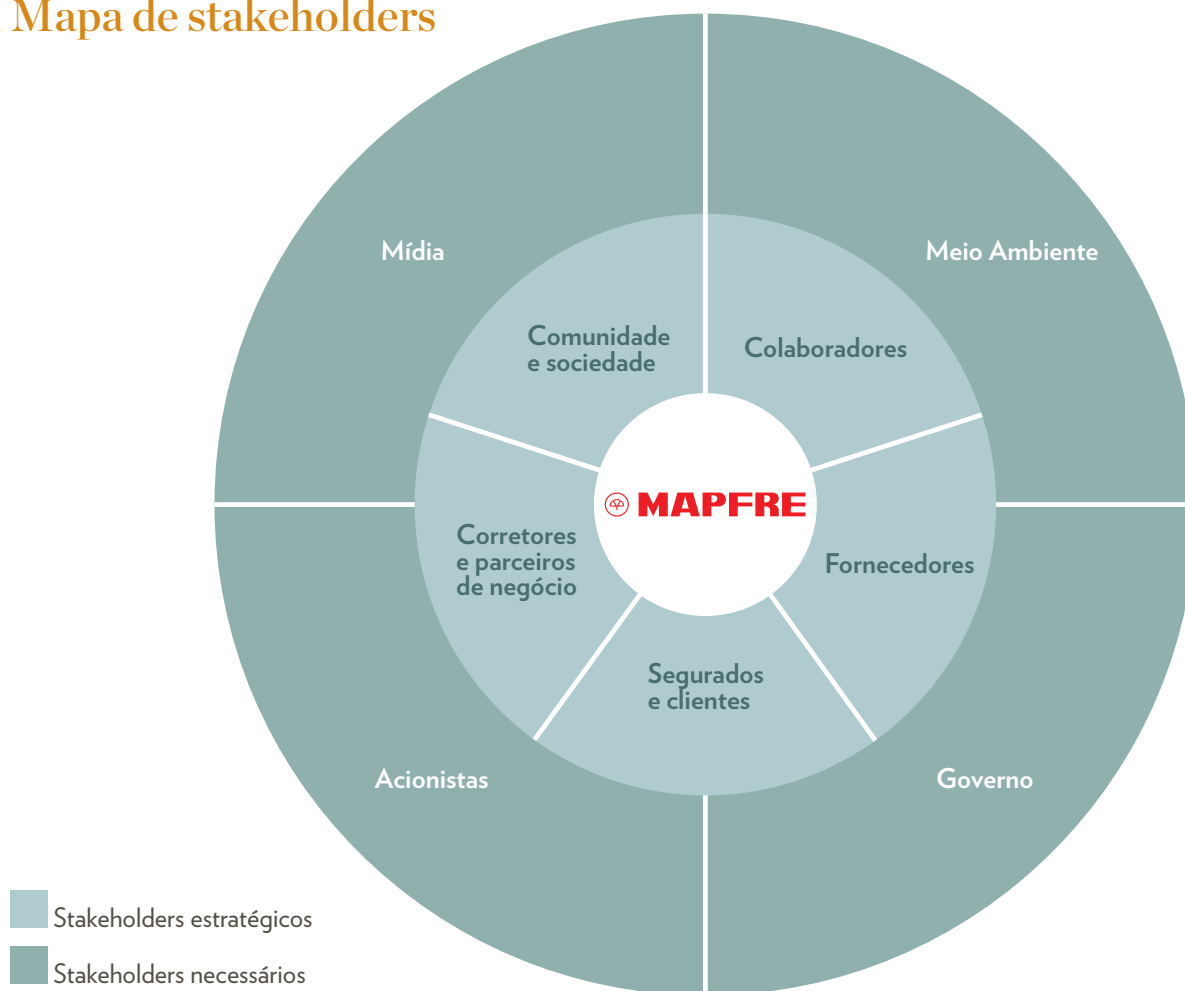 Mapa de stakeholders
Mídia
Meio Ambiente
Comunidade
e sociedade
Colaboradores
MAPFRE
Corretores
e parceiros
de negócio
Fornecedores
Segurados
e clientes
Acionistas
Governo
Stakeholders estratégicos
Stakeholders necessários